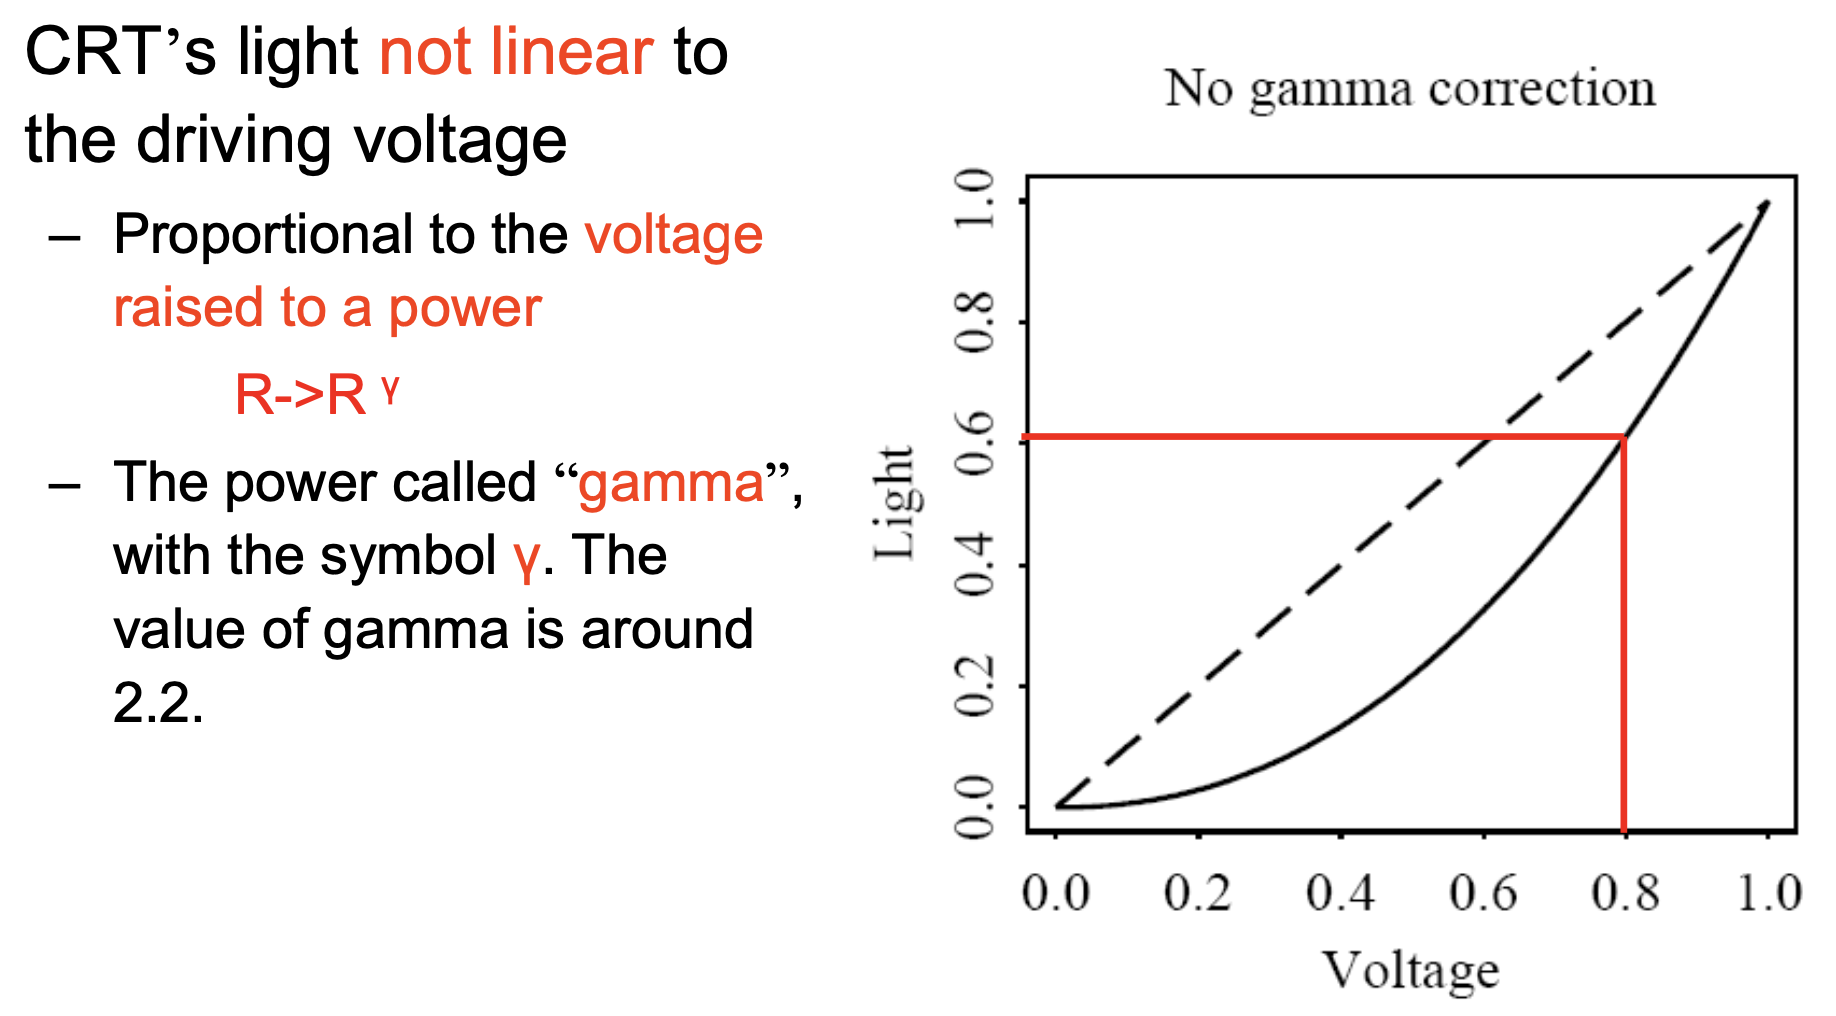 CRT’s light not linear to
the driving voltage
– Proportional to the voltage
raised to a power
R->R γ
– The power called “gamma”,
with the symbol γ. The
value of gamma is around
2.2.
No gamma correction
Light
1.0
0.8
0.6
0.4
0.2
0.0
0.0 0.2 0.4 0.6 0.8 1.0
Voltage